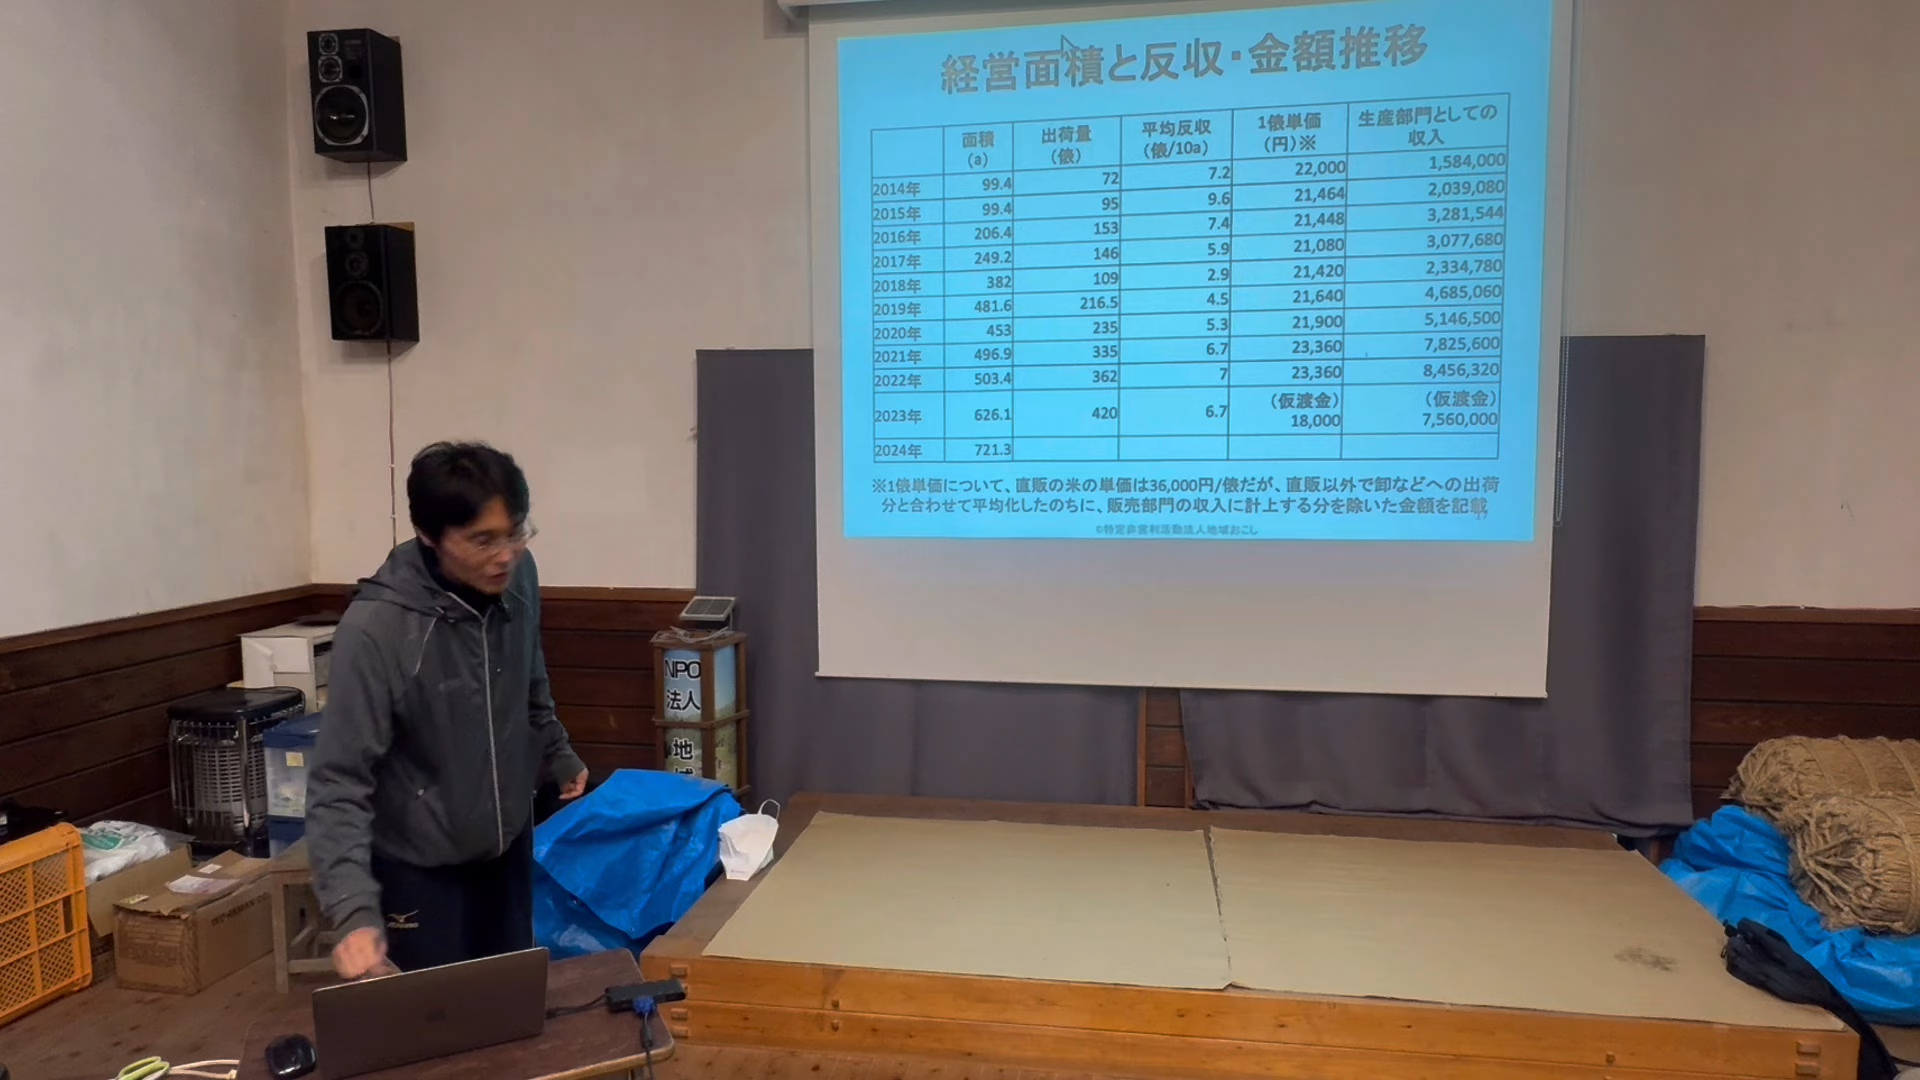 経営面積と反収・金額推移
面積 (a) 出荷量 (俵) 平均反収 (俵/10a) 1俵単価 (円)※ 生産部門としての収入
2014年 99.4 72 7.2 22,000 1,584,000
2015年 99.4 95 9.6 21,464 2,039,080
2016年 206.4 153 7.4 21,448 3,281,544
2017年 249.2 146 5.9 21,080 3,077,680
2018年 382 109 2.9 21,420 2,334,780
2019年 481.6 216.5 4.5 21,640 4,685,060
2020年 453 235 5.3 21,900 5,146,500
2021年 496.9 335 6.7 23,360 7,825,600
2022年 503.4 362 7 23,360 8,456,320
2023年 626.1 420 6.7 (仮渡金) 18,000 (仮渡金) 7,560,000
2024年 721.3
※1俵単価について、直販の米の単価は36,000円/俵だが、直販以外で卸などへの出荷
分と合わせて平均化したのちに、販売部門の収入に計上する分を除いた金額を記載
©特定非営利活動法人地域おこし
NPO
法人
地